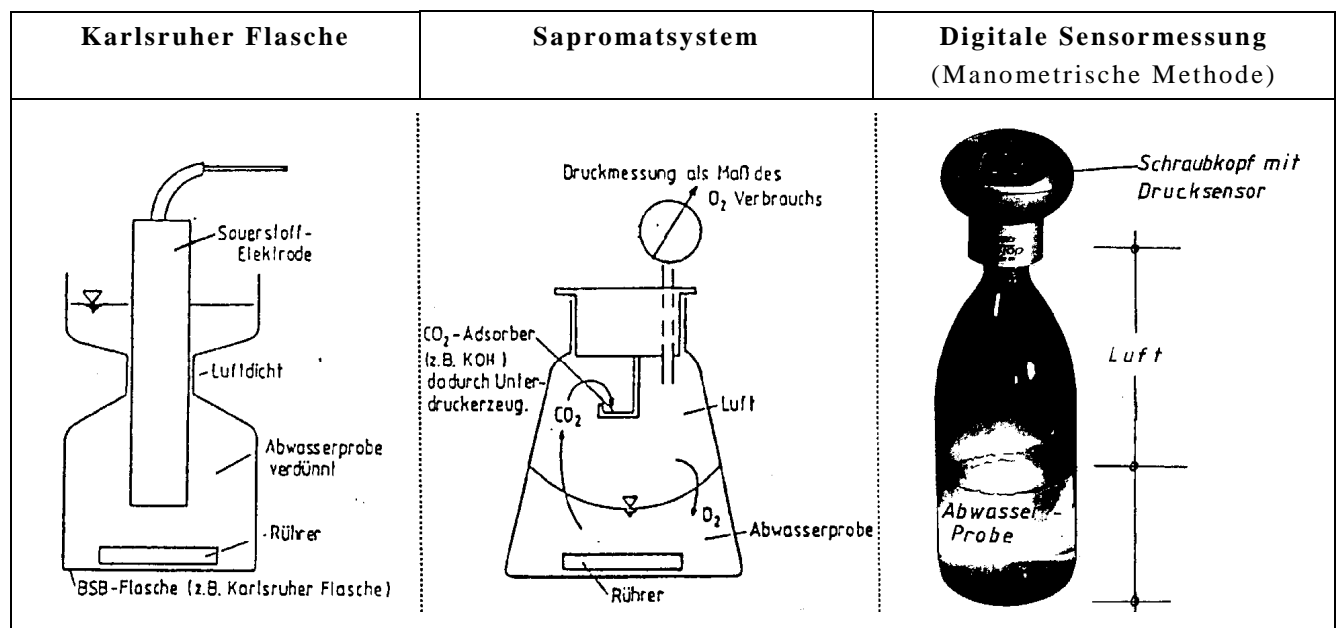 Karlsruher Flasche
Sapromatsystem
Digitale Sensormessung
(Manometrische Methode)
Sauerstoff-
Elektrode
Luftdicht
Abwasserprobe
verdünnt
Rührer
BSB-Flasche (z.B. Karlsruher Flasche)
Druckmessung als Maß des
O₂ Verbrauchs
CO₂-Adsorber
(z.B. KOH)
dadurch Unter-
druckerzeug.
CO₂
Luft
O₂
Abwasserprobe
Rührer
Schraubkopf mit
Drucksensor
Luft
Abwasser-
Probe